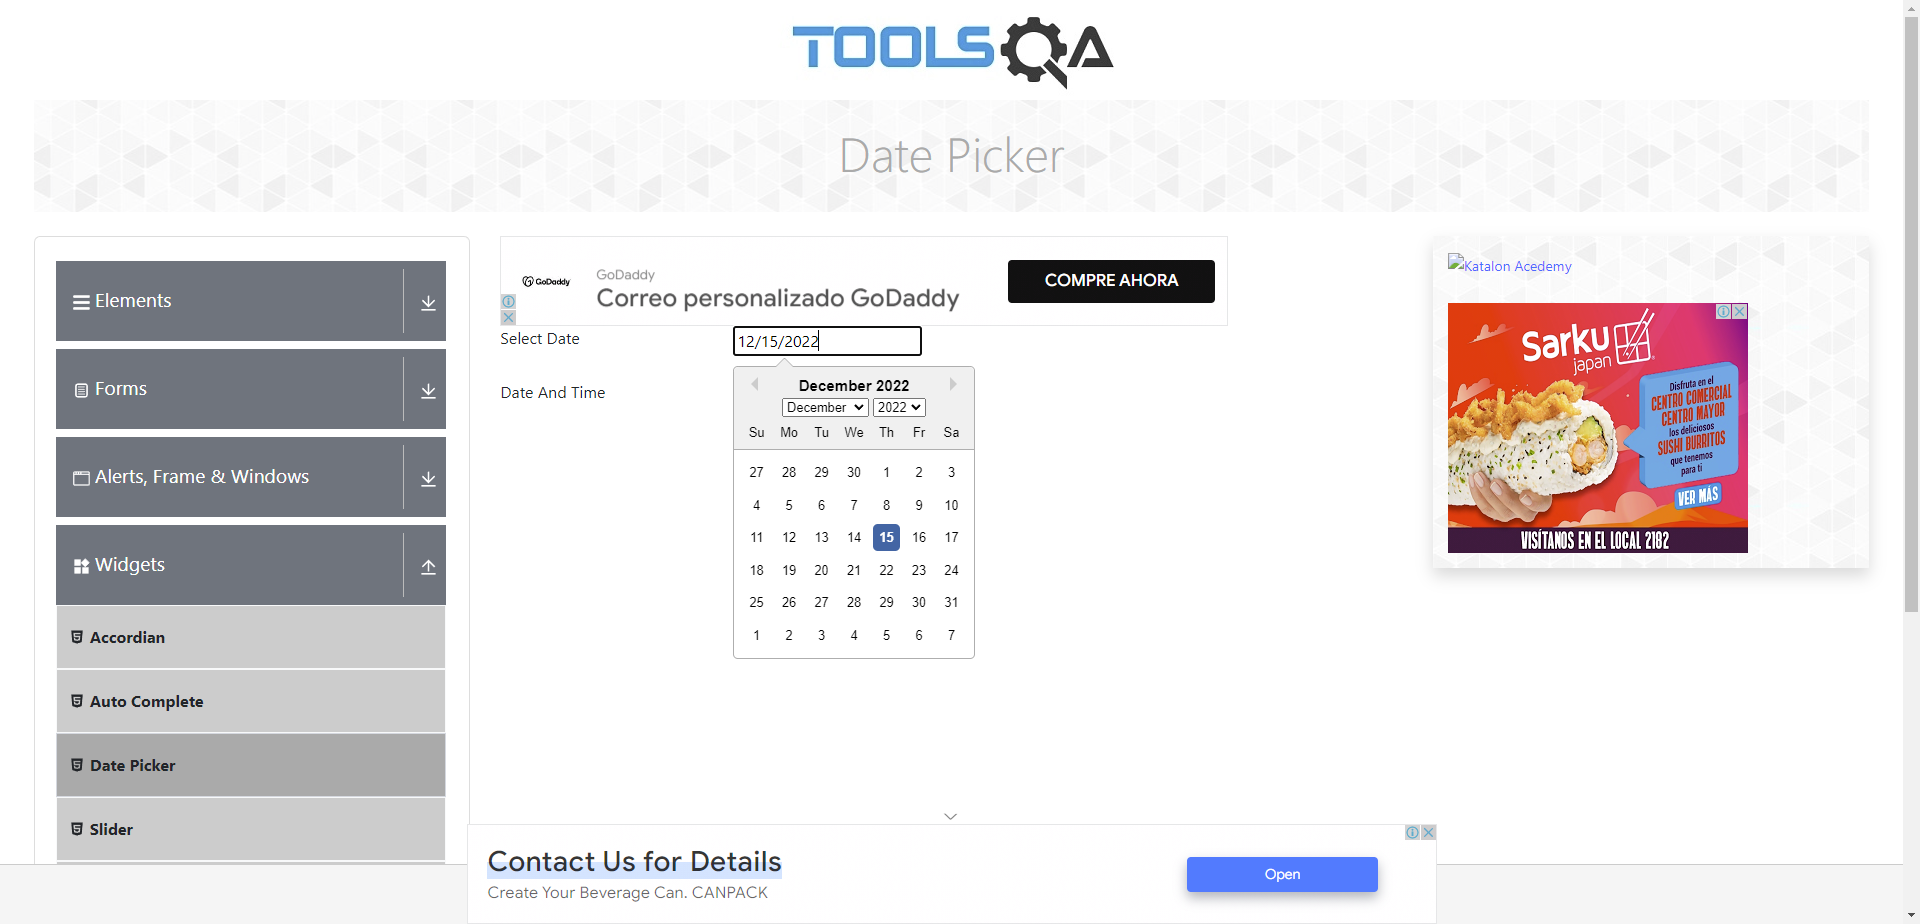 TOOLSQA
Date Picker
Elements
Forms
Alerts, Frame & Windows
Widgets
Accordian
Auto Complete
Date Picker
Slider
GoDaddy
GoDaddy
Correo personalizado GoDaddy
COMPRE AHORA
Select Date
12/15/2022
Date And Time
December 2022
December 2022
Su Mo Tu We Th Fr Sa
27 28 29 30 1 2 3
4 5 6 7 8 9 10
11 12 13 14 15 16 17
18 19 20 21 22 23 24
25 26 27 28 29 30 31
1 2 3 4 5 6 7
Katalon Acedemy
Sarku
japan
Disfruta en el
CENTRO COMERCIAL
CENTRO MAYOR
los deliciosos
SUSHI BURRITOS
que tenemos
para ti
VER MÁS
VISÍTANOS EN EL LOCAL 2182
Contact Us for Details
Create Your Beverage Can. CANPACK
Open